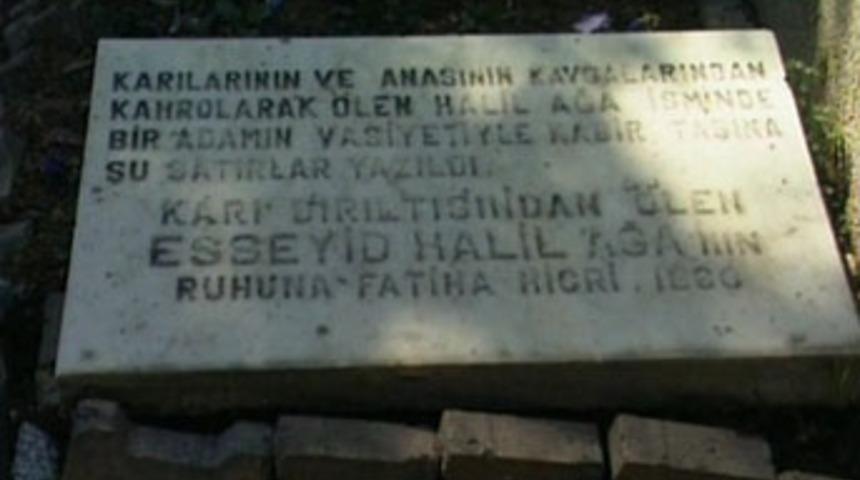 KARILARININ VE ANASININ KAVGALARINDAN
KAHROLARAK ÖLEN HALİL AĞA İSMİNDE
BİR ADAMIN VASİYETİYLE KABİR TAŞINA
ŞU SATIRLAR YAZILDI.
KARI DIRILTISINDAN ÖLEN
ESSEYİD HALİL AĞA'NIN
RUHUNA FATİHA HİCRİ